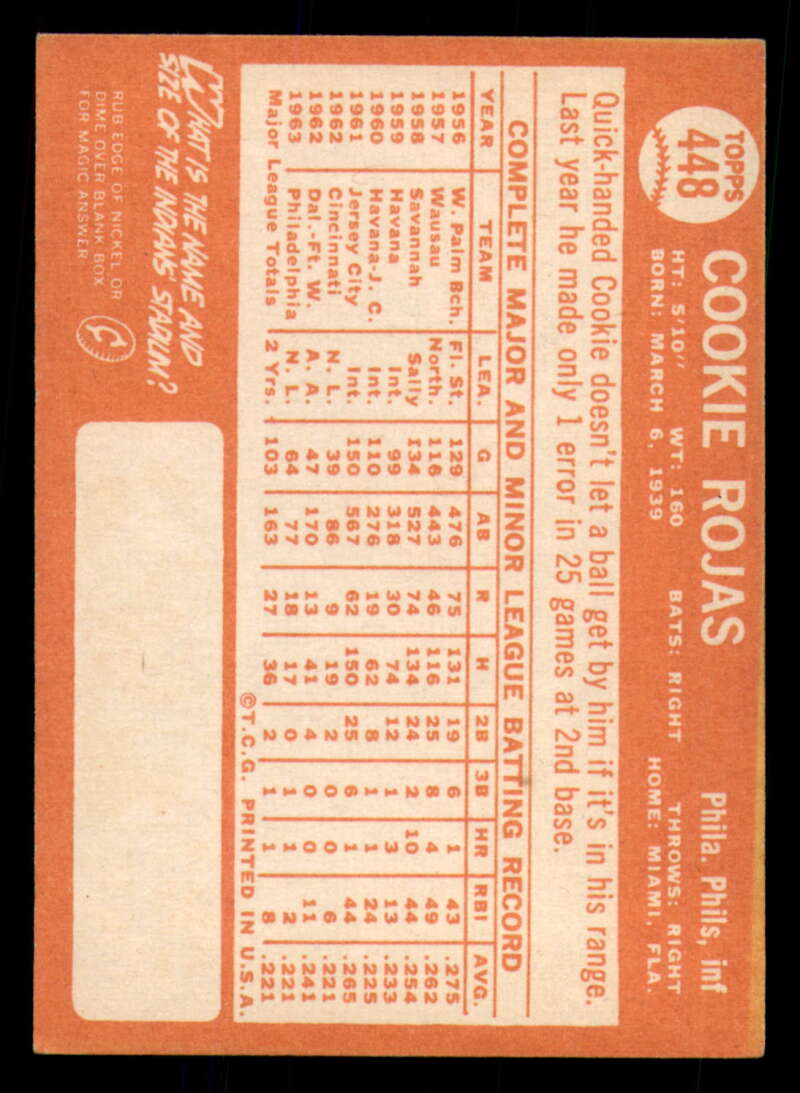 TOPPS
448
COOKIE ROJAS
Phila. Phils, inf
HT: 5'10" WT: 160 BATS: RIGHT THROWS: RIGHT
BORN: MARCH 6, 1939 HOME: MIAMI, FLA.
Quick-handed Cookie doesn't let a ball get by him if it's in his range.
Last year he made only 1 error in 25 games at 2nd base.
COMPLETE MAJOR AND MINOR LEAGUE BATTING RECORD
YEAR TEAM LEA. G AB R H 2B 3B HR RBI AVG.
1956 W. Palm Bch. Fl. St. 129 476 75 131 19 6 1 43 .275
1957 Wausau North. 116 443 46 116 25 8 4 49 .262
1958 Savannah Sally 134 527 74 134 24 2 10 44 .254
1959 Havana Int. 99 318 30 74 12 1 3 13 .233
1960 Havana-J. C. Int. 110 276 19 62 8 1 1 24 .225
1961 Jersey City Int. 150 567 62 150 25 6 1 44 .265
1962 Cincinnati N. L. 39 86 9 19 2 0 0 6 .221
1962 Dal.-Ft. W. A. A. 47 170 13 41 4 0 0 11 .241
1963 Philadelphia N. L. 64 77 18 17 0 1 1 2 .221
Major League Totals 2 Yrs. 103 163 27 36 2 1 1 8 .221
©T.C.G. PRINTED IN U.S.A.
WHAT IS THE NAME AND
SIZE OF THE INDIANS' STADIUM?
RUB EDGE OF NICKEL OR
DIME OVER BLANK BOX
FOR MAGIC ANSWER